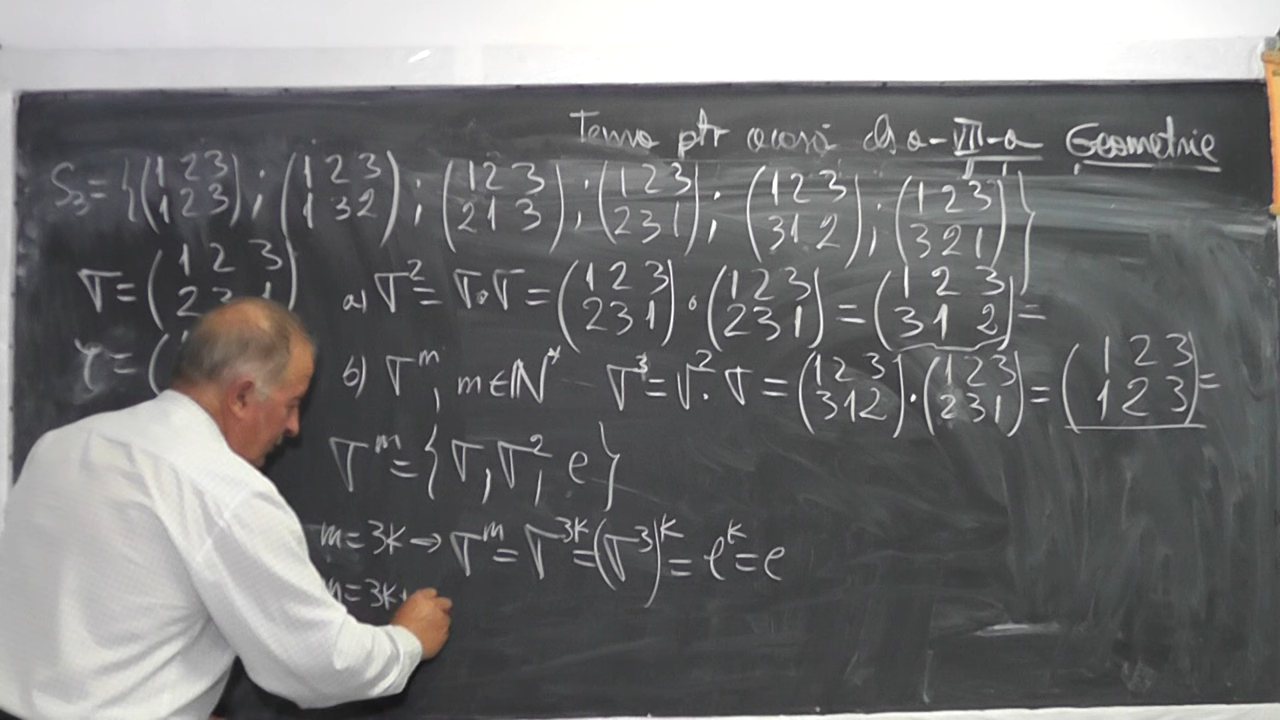 Tema ptr acasă cls a-VII-a Geometrie
S₃ = {(1 2 3 / 1 2 3); (1 2 3 / 1 3 2); (1 2 3 / 2 1 3); (1 2 3 / 2 3 1); (1 2 3 / 3 1 2); (1 2 3 / 3 2 1)}
σ = (1 2 3 / 2 3 1) a) σ² = σ∘σ = (1 2 3 / 2 3 1) ∘ (1 2 3 / 2 3 1) = (1 2 3 / 3 1 2) =
τ = ( b) σᵐ, m∈ℕ* σ³ = σ²·σ = (1 2 3 / 3 1 2)·(1 2 3 / 2 3 1) = (1 2 3 / 1 2 3) =
σᵐ = {σ, σ², e}
m = 3k → σᵐ = σ³ᵏ = (σ³)ᵏ = eᵏ = e
m = 3k+